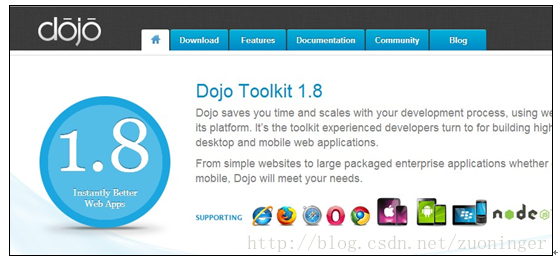 dōjō
Download Features Documentation Community Blog
Dojo Toolkit 1.8
Dojo saves you time and scales with your development process, using we
its platform. It's the toolkit experienced developers turn to for building high
desktop and mobile web applications.
From simple websites to large packaged enterprise applications whether
mobile, Dojo will meet your needs.
1.8
Instantly Better
Web Apps
SUPPORTING
node
http://blog.csdn.net/zuoninger